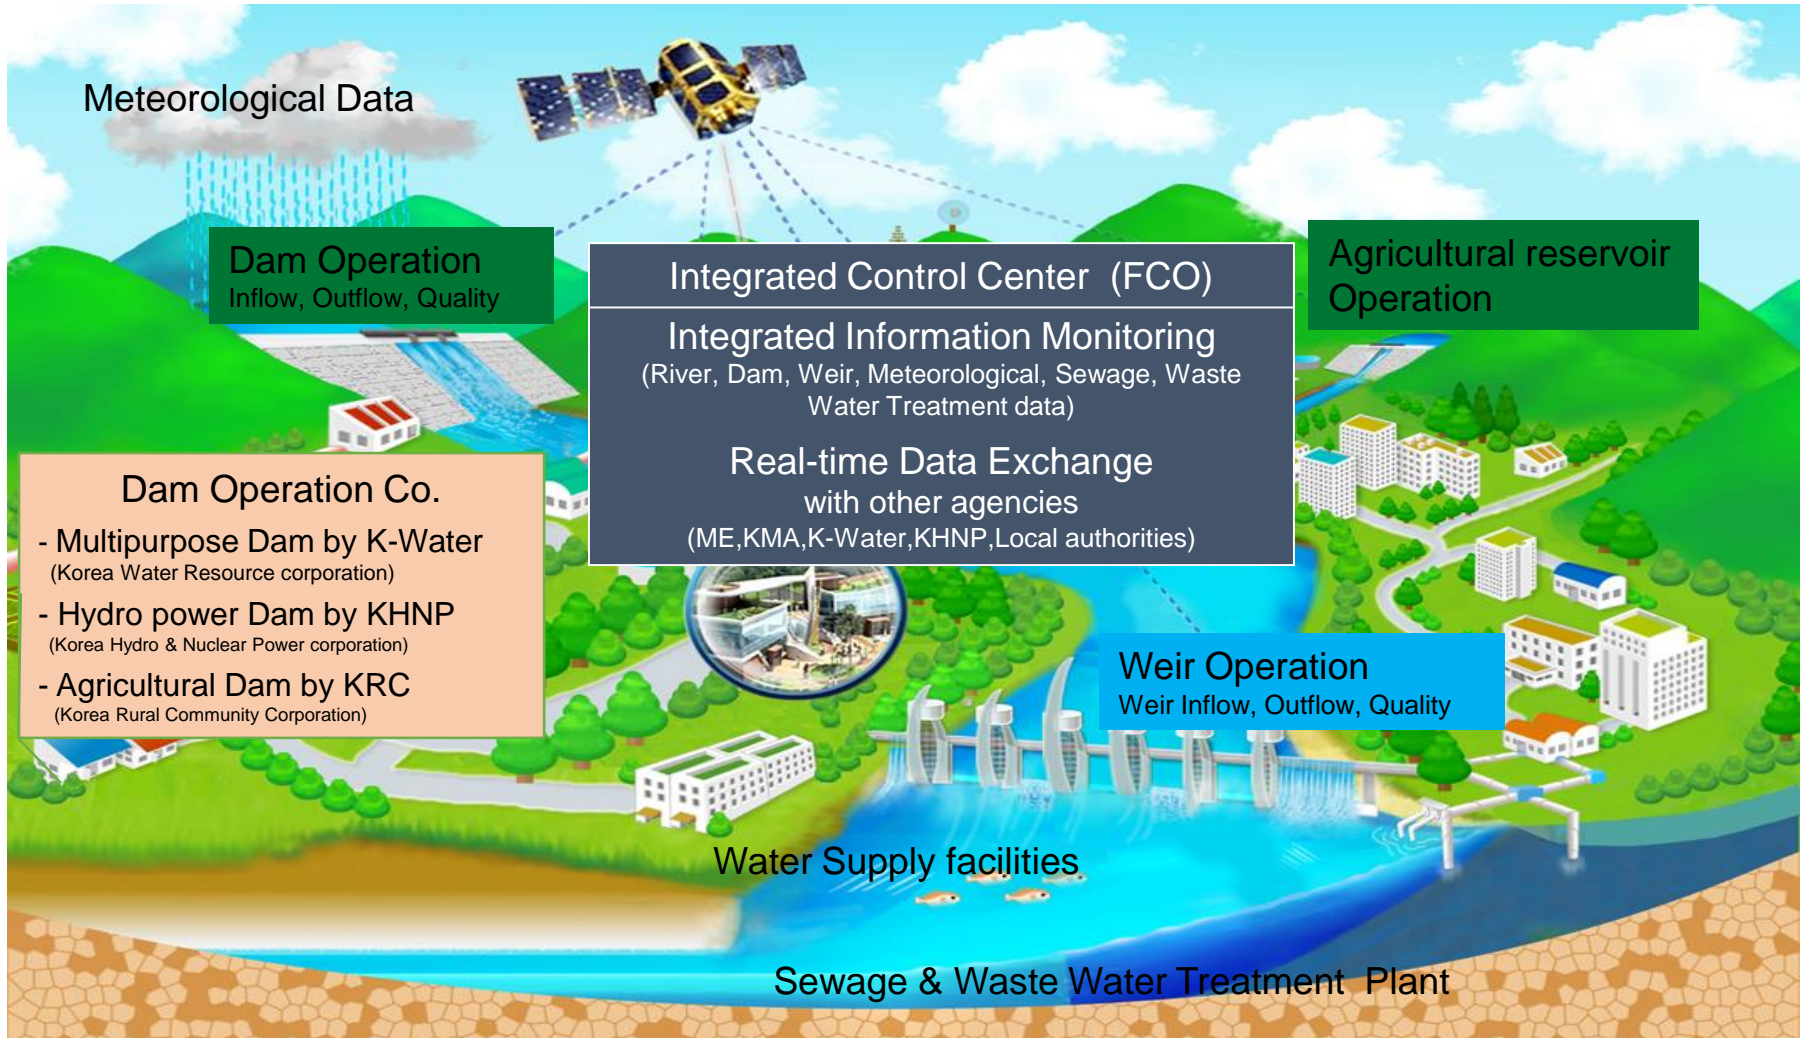 Meteorological Data
Dam Operation
Inflow, Outflow, Quality
Integrated Control Center (FCO)
Integrated Information Monitoring
(River, Dam, Weir, Meteorological, Sewage, Waste
Water Treatment data)
Real-time Data Exchange
with other agencies
(ME,KMA,K-Water,KHNP,Local authorities)
Agricultural reservoir
Operation
Dam Operation Co.
- Multipurpose Dam by K-Water
(Korea Water Resource corporation)
- Hydro power Dam by KHNP
(Korea Hydro & Nuclear Power corporation)
- Agricultural Dam by KRC
(Korea Rural Community Corporation)
Weir Operation
Weir Inflow, Outflow, Quality
Water Supply facilities
Sewage & Waste Water Treatment Plant